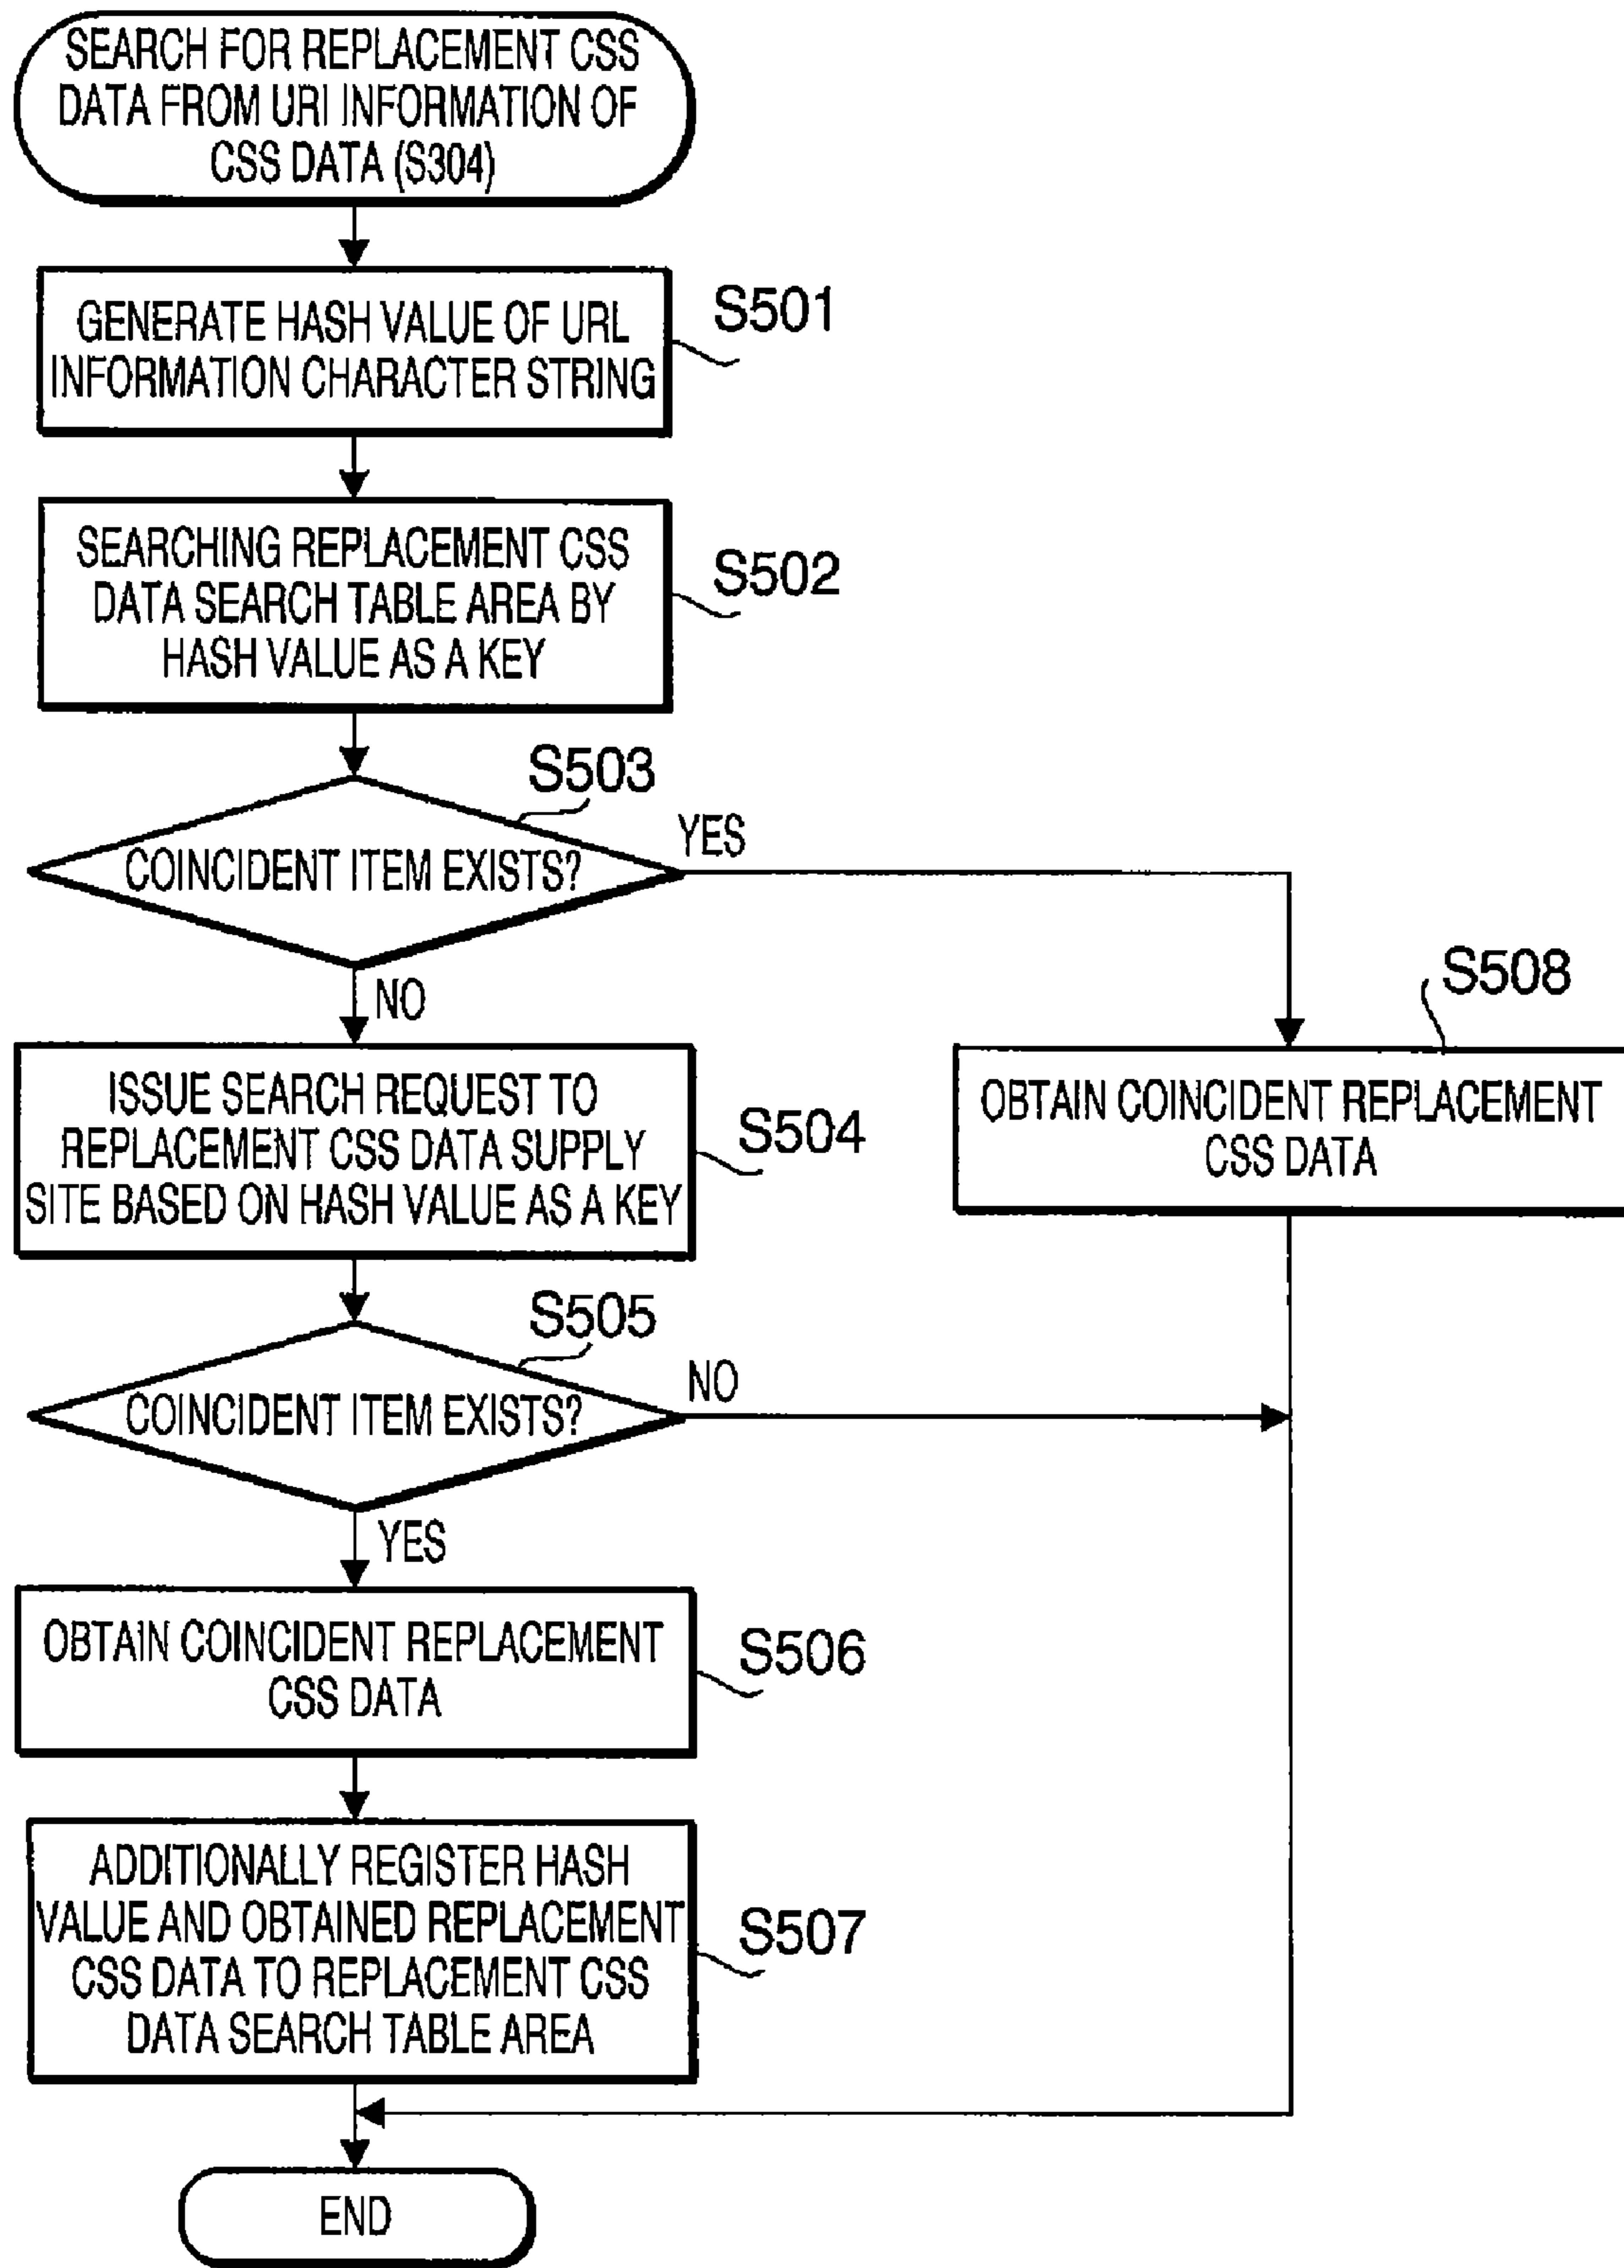 SEARCH FOR REPLACEMENT CSS
DATA FROM URI INFORMATION OF
CSS DATA (S304)
GENERATE HASH VALUE OF URL
INFORMATION CHARACTER STRING
S501
SEARCHING REPLACEMENT CSS
DATA SEARCH TABLE AREA BY
HASH VALUE AS A KEY
S502
S503
COINCIDENT ITEM EXISTS?
YES
NO
S508
OBTAIN COINCIDENT REPLACEMENT
CSS DATA
ISSUE SEARCH REQUEST TO
REPLACEMENT CSS DATA SUPPLY
SITE BASED ON HASH VALUE AS A KEY
S504
S505
COINCIDENT ITEM EXISTS?
NO
YES
OBTAIN COINCIDENT REPLACEMENT
CSS DATA
S506
ADDITIONALLY REGISTER HASH
VALUE AND OBTAINED REPLACEMENT
CSS DATA TO REPLACEMENT CSS
DATA SEARCH TABLE AREA
S507
END